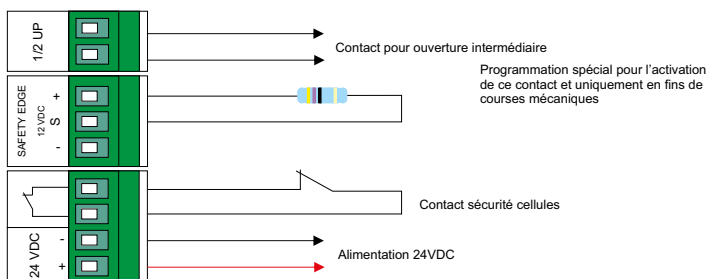 1/2 UP
Contact pour ouverture intermédiaire
Programmation spécial pour l'activation
de ce contact et uniquement en fins de
courses mécaniques
SAFETY EDGE
12 VDC
+
S
-
Contact sécurité cellules
24 VDC
-
+
Alimentation 24VDC